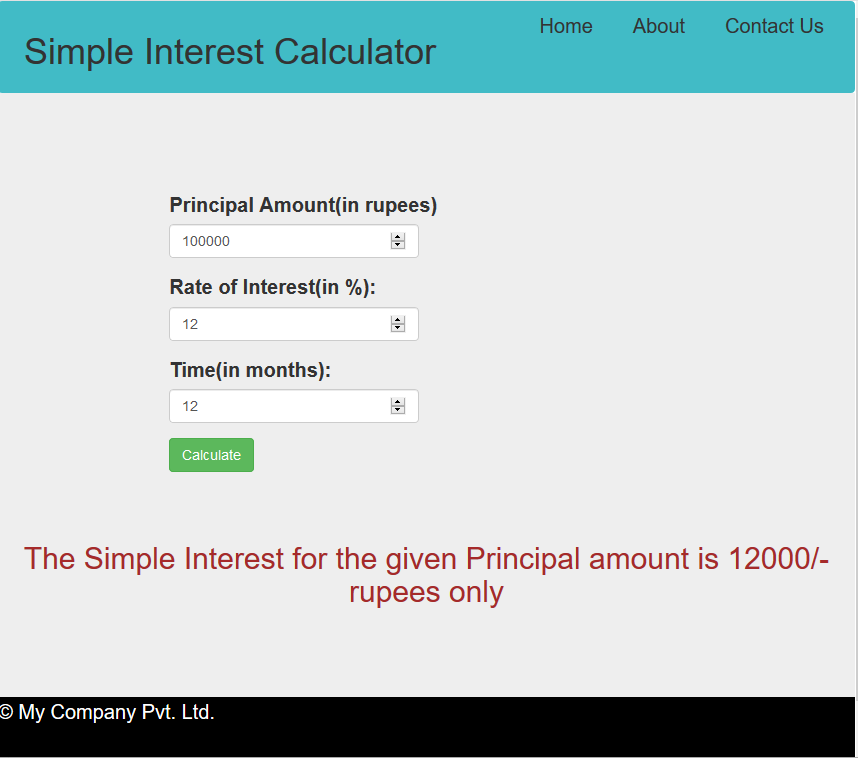 Simple Interest Calculator
Home About Contact Us
Principal Amount(in rupees)
100000
Rate of Interest(in %):
12
Time(in months):
12
Calculate
The Simple Interest for the given Principal amount is 12000/-
rupees only
© My Company Pvt. Ltd.